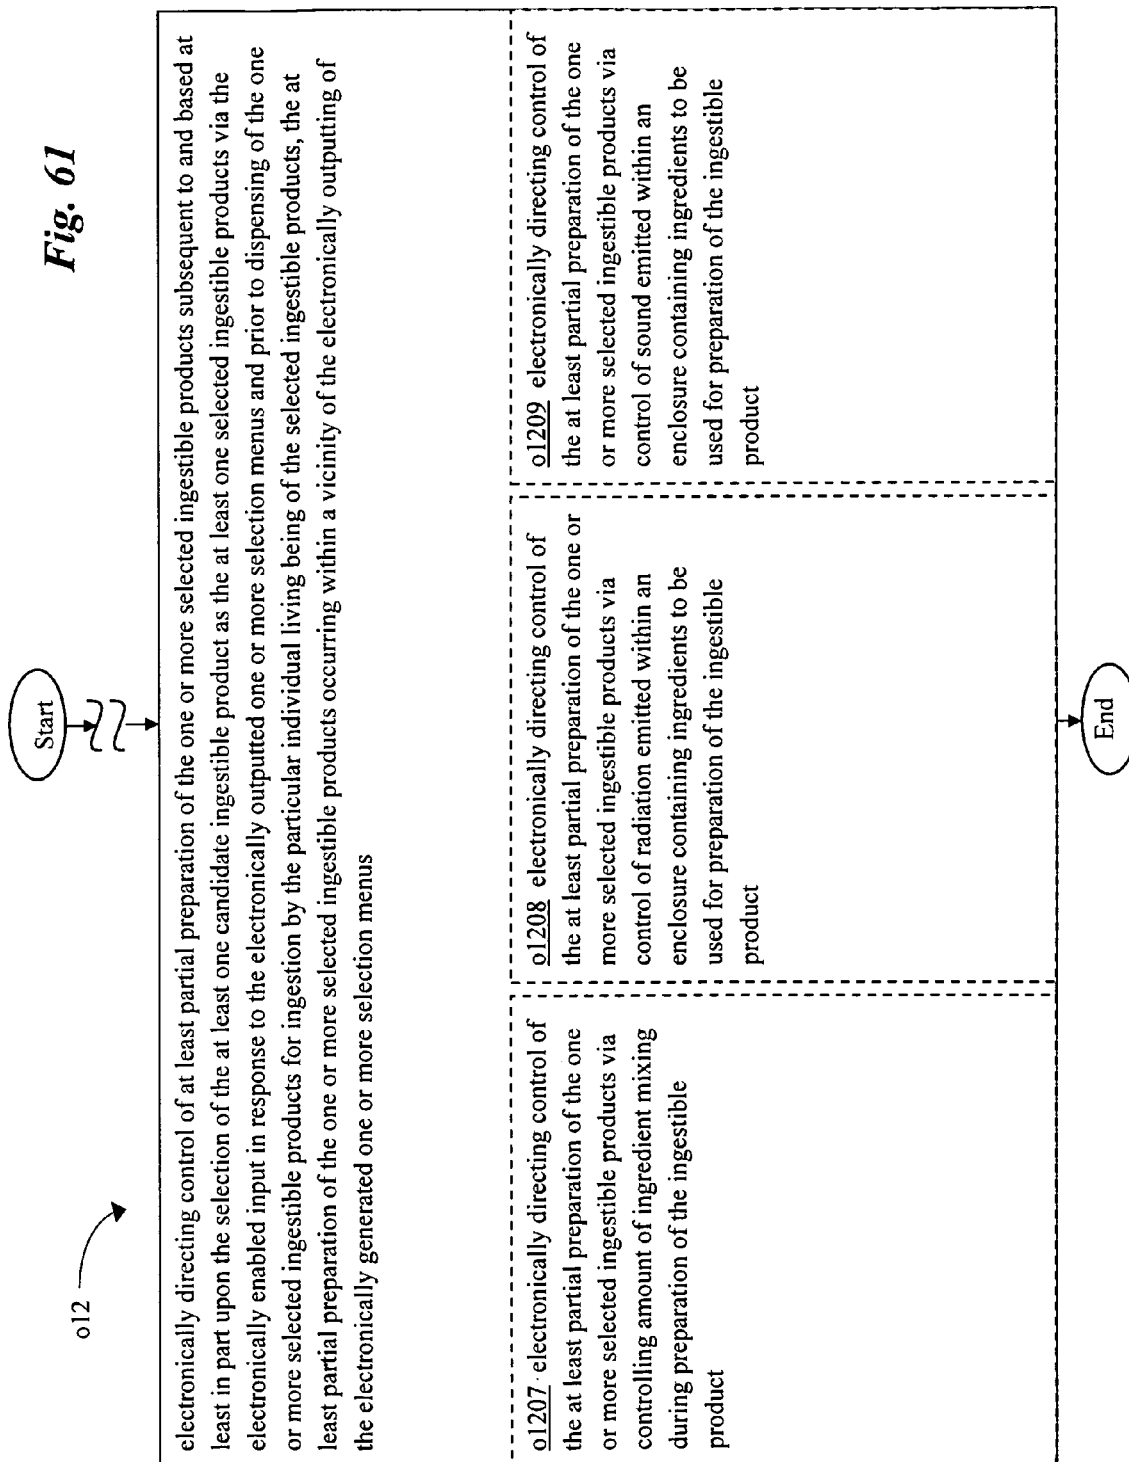 Fig. 61
Start
o12
electronically directing control of at least partial preparation of the one or more selected ingestible products subsequent to and based at
least in part upon the selection of the at least one candidate ingestible product as the at least one selected ingestible products via the
electronically enabled input in response to the electronically outputted one or more selection menus and prior to dispensing of the one
or more selected ingestible products for ingestion by the particular individual living being of the selected ingestible products, the at
least partial preparation of the one or more selected ingestible products occurring within a vicinity of the electronically outputting of
the electronically generated one or more selection menus
o1207 electronically directing control of
the at least partial preparation of the one
or more selected ingestible products via
controlling amount of ingredient mixing
during preparation of the ingestible
product
o1208 electronically directing control of
the at least partial preparation of the one or
more selected ingestible products via
control of radiation emitted within an
enclosure containing ingredients to be
used for preparation of the ingestible
product
o1209 electronically directing control of
the at least partial preparation of the one
or more selected ingestible products via
control of sound emitted within an
enclosure containing ingredients to be
used for preparation of the ingestible
product
End